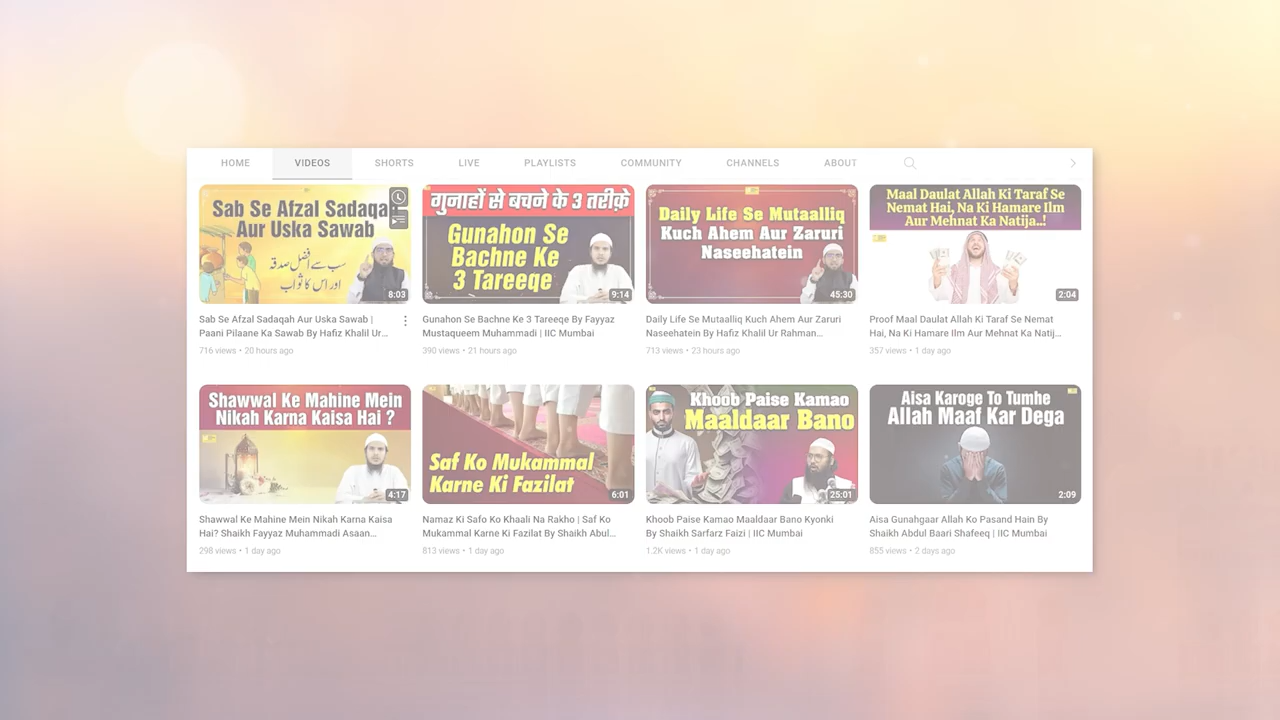 HOME VIDEOS SHORTS LIVE PLAYLISTS COMMUNITY CHANNELS ABOUT
Sab Se Afzal Sadaqa
Aur Uska Sawab
سب سے افضل صدقہ
اور اس کا ثواب
8:03
गुनाहों से बचने के 3 तरीक़े
Gunahon Se
Bachne Ke
3 Tareeqe
9:14
Daily Life Se Mutaalliq
Kuch Ahem Aur Zaruri
Naseehatein
45:30
Maal Daulat Allah Ki Taraf Se
Nemat Hai, Na Ki Hamare Ilm
Aur Mehnat Ka Natija..!
2:04
Sab Se Afzal Sadaqah Aur Uska Sawab |
Paani Pilaane Ka Sawab By Hafiz Khalil Ur...
716 views • 20 hours ago
Gunahon Se Bachne Ke 3 Tareeqe By Fayyaz
Mustaqueem Muhammadi | IIC Mumbai
390 views • 21 hours ago
Daily Life Se Mutaalliq Kuch Ahem Aur Zaruri
Naseehatein By Hafiz Khalil Ur Rahman...
713 views • 23 hours ago
Proof Maal Daulat Allah Ki Taraf Se Nemat
Hai, Na Ki Hamare Ilm Aur Mehnat Ka Natij...
357 views • 1 day ago
Shawwal Ke Mahine Mein
Nikah Karna Kaisa Hai ?
4:17
Saf Ko Mukammal
Karne Ki Fazilat
6:01
Khoob Paise Kamao
Maaldaar Bano
25:01
Aisa Karoge To Tumhe
Allah Maaf Kar Dega
2:09
Shawwal Ke Mahine Mein Nikah Karna Kaisa
Hai? Shaikh Fayyaz Muhammadi Asaan...
298 views • 1 day ago
Namaz Ki Safo Ko Khaali Na Rakho | Saf Ko
Mukammal Karne Ki Fazilat By Shaikh Abul...
813 views • 1 day ago
Khoob Paise Kamao Maaldaar Bano Kyonki
By Shaikh Sarfarz Faizi | IIC Mumbai
1.2K views • 1 day ago
Aisa Gunahgaar Allah Ko Pasand Hain By
Shaikh Abdul Baari Shafeeq | IIC Mumbai
855 views • 2 days ago